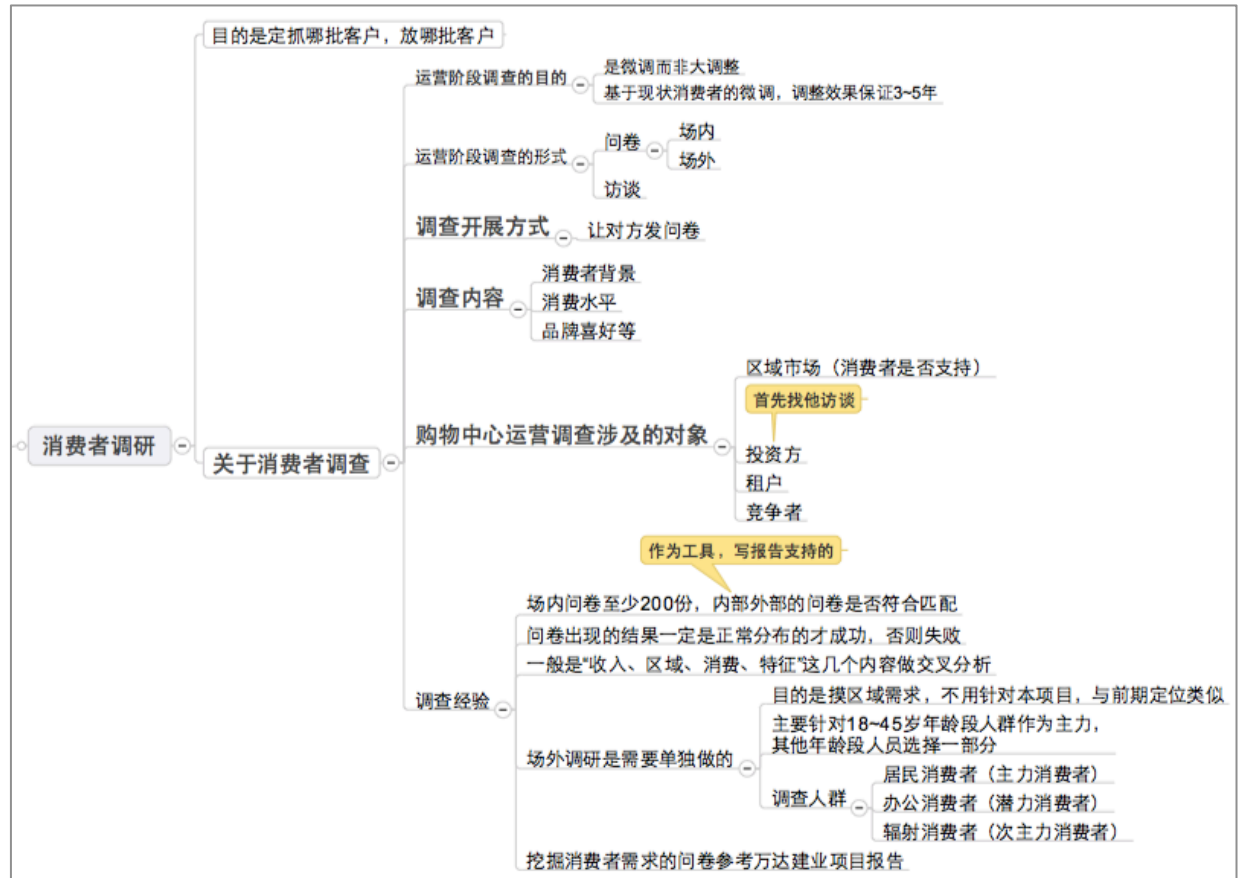 目的是定抓哪批客户，放哪批客户
运营阶段调查的目的
是微调而非大调整
基于现状消费者的微调，调整效果保证3~5年
运营阶段调查的形式
问卷
场内
场外
访谈
调查开展方式
让对方发问卷
调查内容
消费者背景
消费水平
品牌喜好等
消费者调研
关于消费者调查
购物中心运营调查涉及的对象
区域市场（消费者是否支持）
首先找他访谈
投资方
租户
竞争者
作为工具，写报告支持的
调查经验
场内问卷至少200份，内部外部的问卷是否符合匹配
问卷出现的结果一定是正常分布的才成功，否则失败
一般是“收入、区域、消费、特征”这几个内容做交叉分析
场外调研是需要单独做的
目的是摸区域需求，不用针对本项目，与前期定位类似
主要针对18~45岁年龄段人群作为主力，
其他年龄段人员选择一部分
调查人群
居民消费者（主力消费者）
办公消费者（潜力消费者）
辐射消费者（次主力消费者）
挖掘消费者需求的问卷参考万达建业项目报告